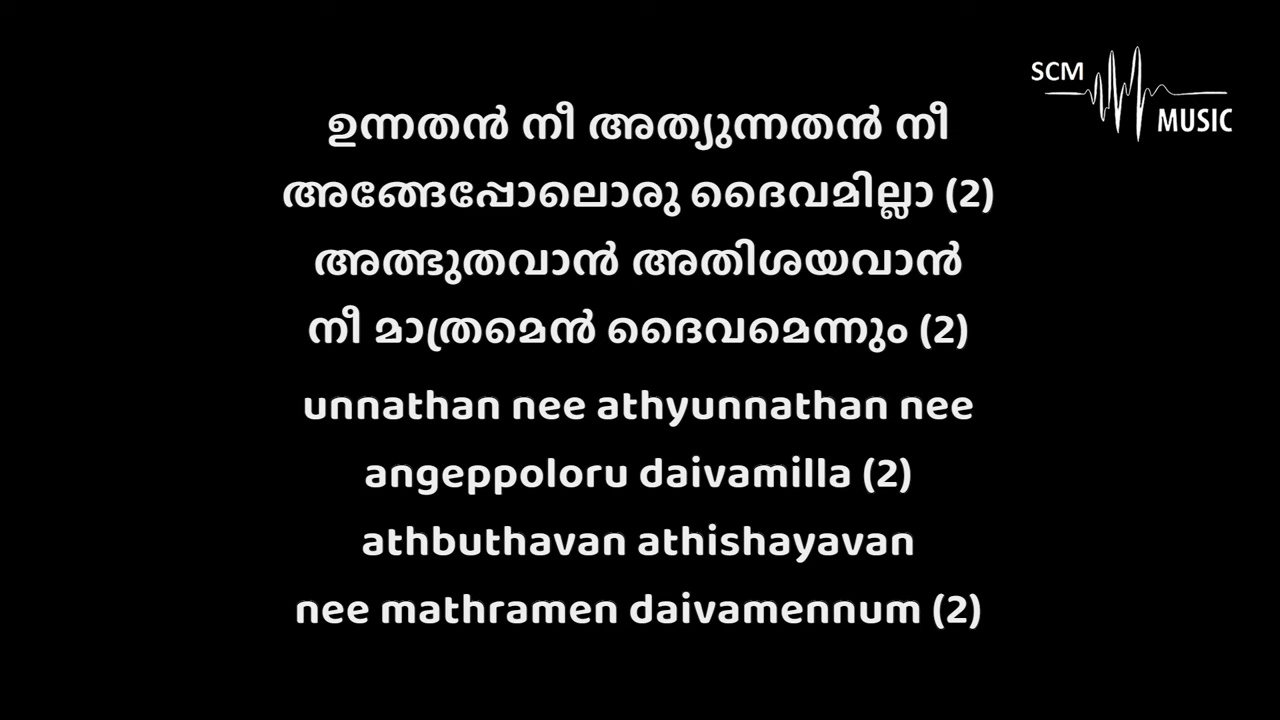 SCM
MUSIC
ഉന്നതൻ നീ അത്യുന്നതൻ നീ
അങ്ങേപ്പോലൊരു ദൈവമില്ലാ (2)
അത്ഭുതവാൻ അതിശയവാൻ
നീ മാത്രമെൻ ദൈവമെന്നും (2)
unnathan nee athyunnathan nee
angeppoloru daivamilla (2)
athbuthavan athishayavan
nee mathramen daivamennum (2)